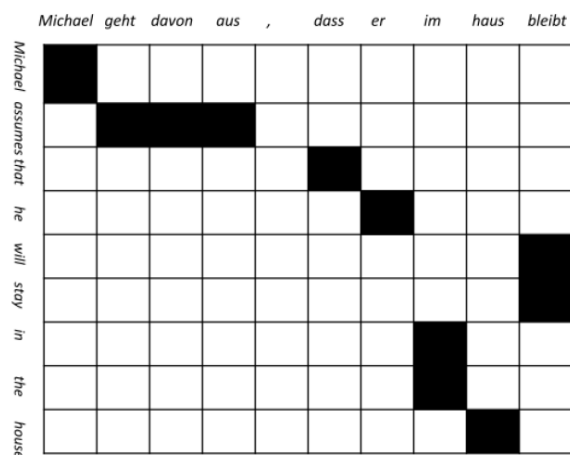 Michael geht davon aus , dass er im haus bleibt
Michael assumes that he will stay in the house